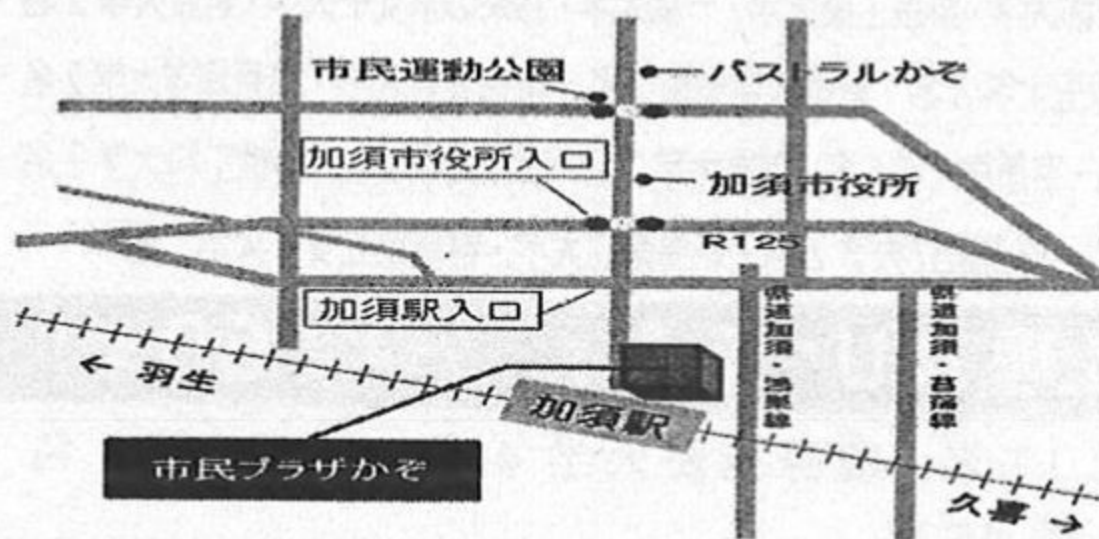 市民運動公園
パストラルかぞ
加須市役所入口
加須市役所
R125
加須駅入口
県道加須・鴻巣線
県道加須・菖蒲線
← 羽生
加須駅
市民プラザかぞ
久喜 →